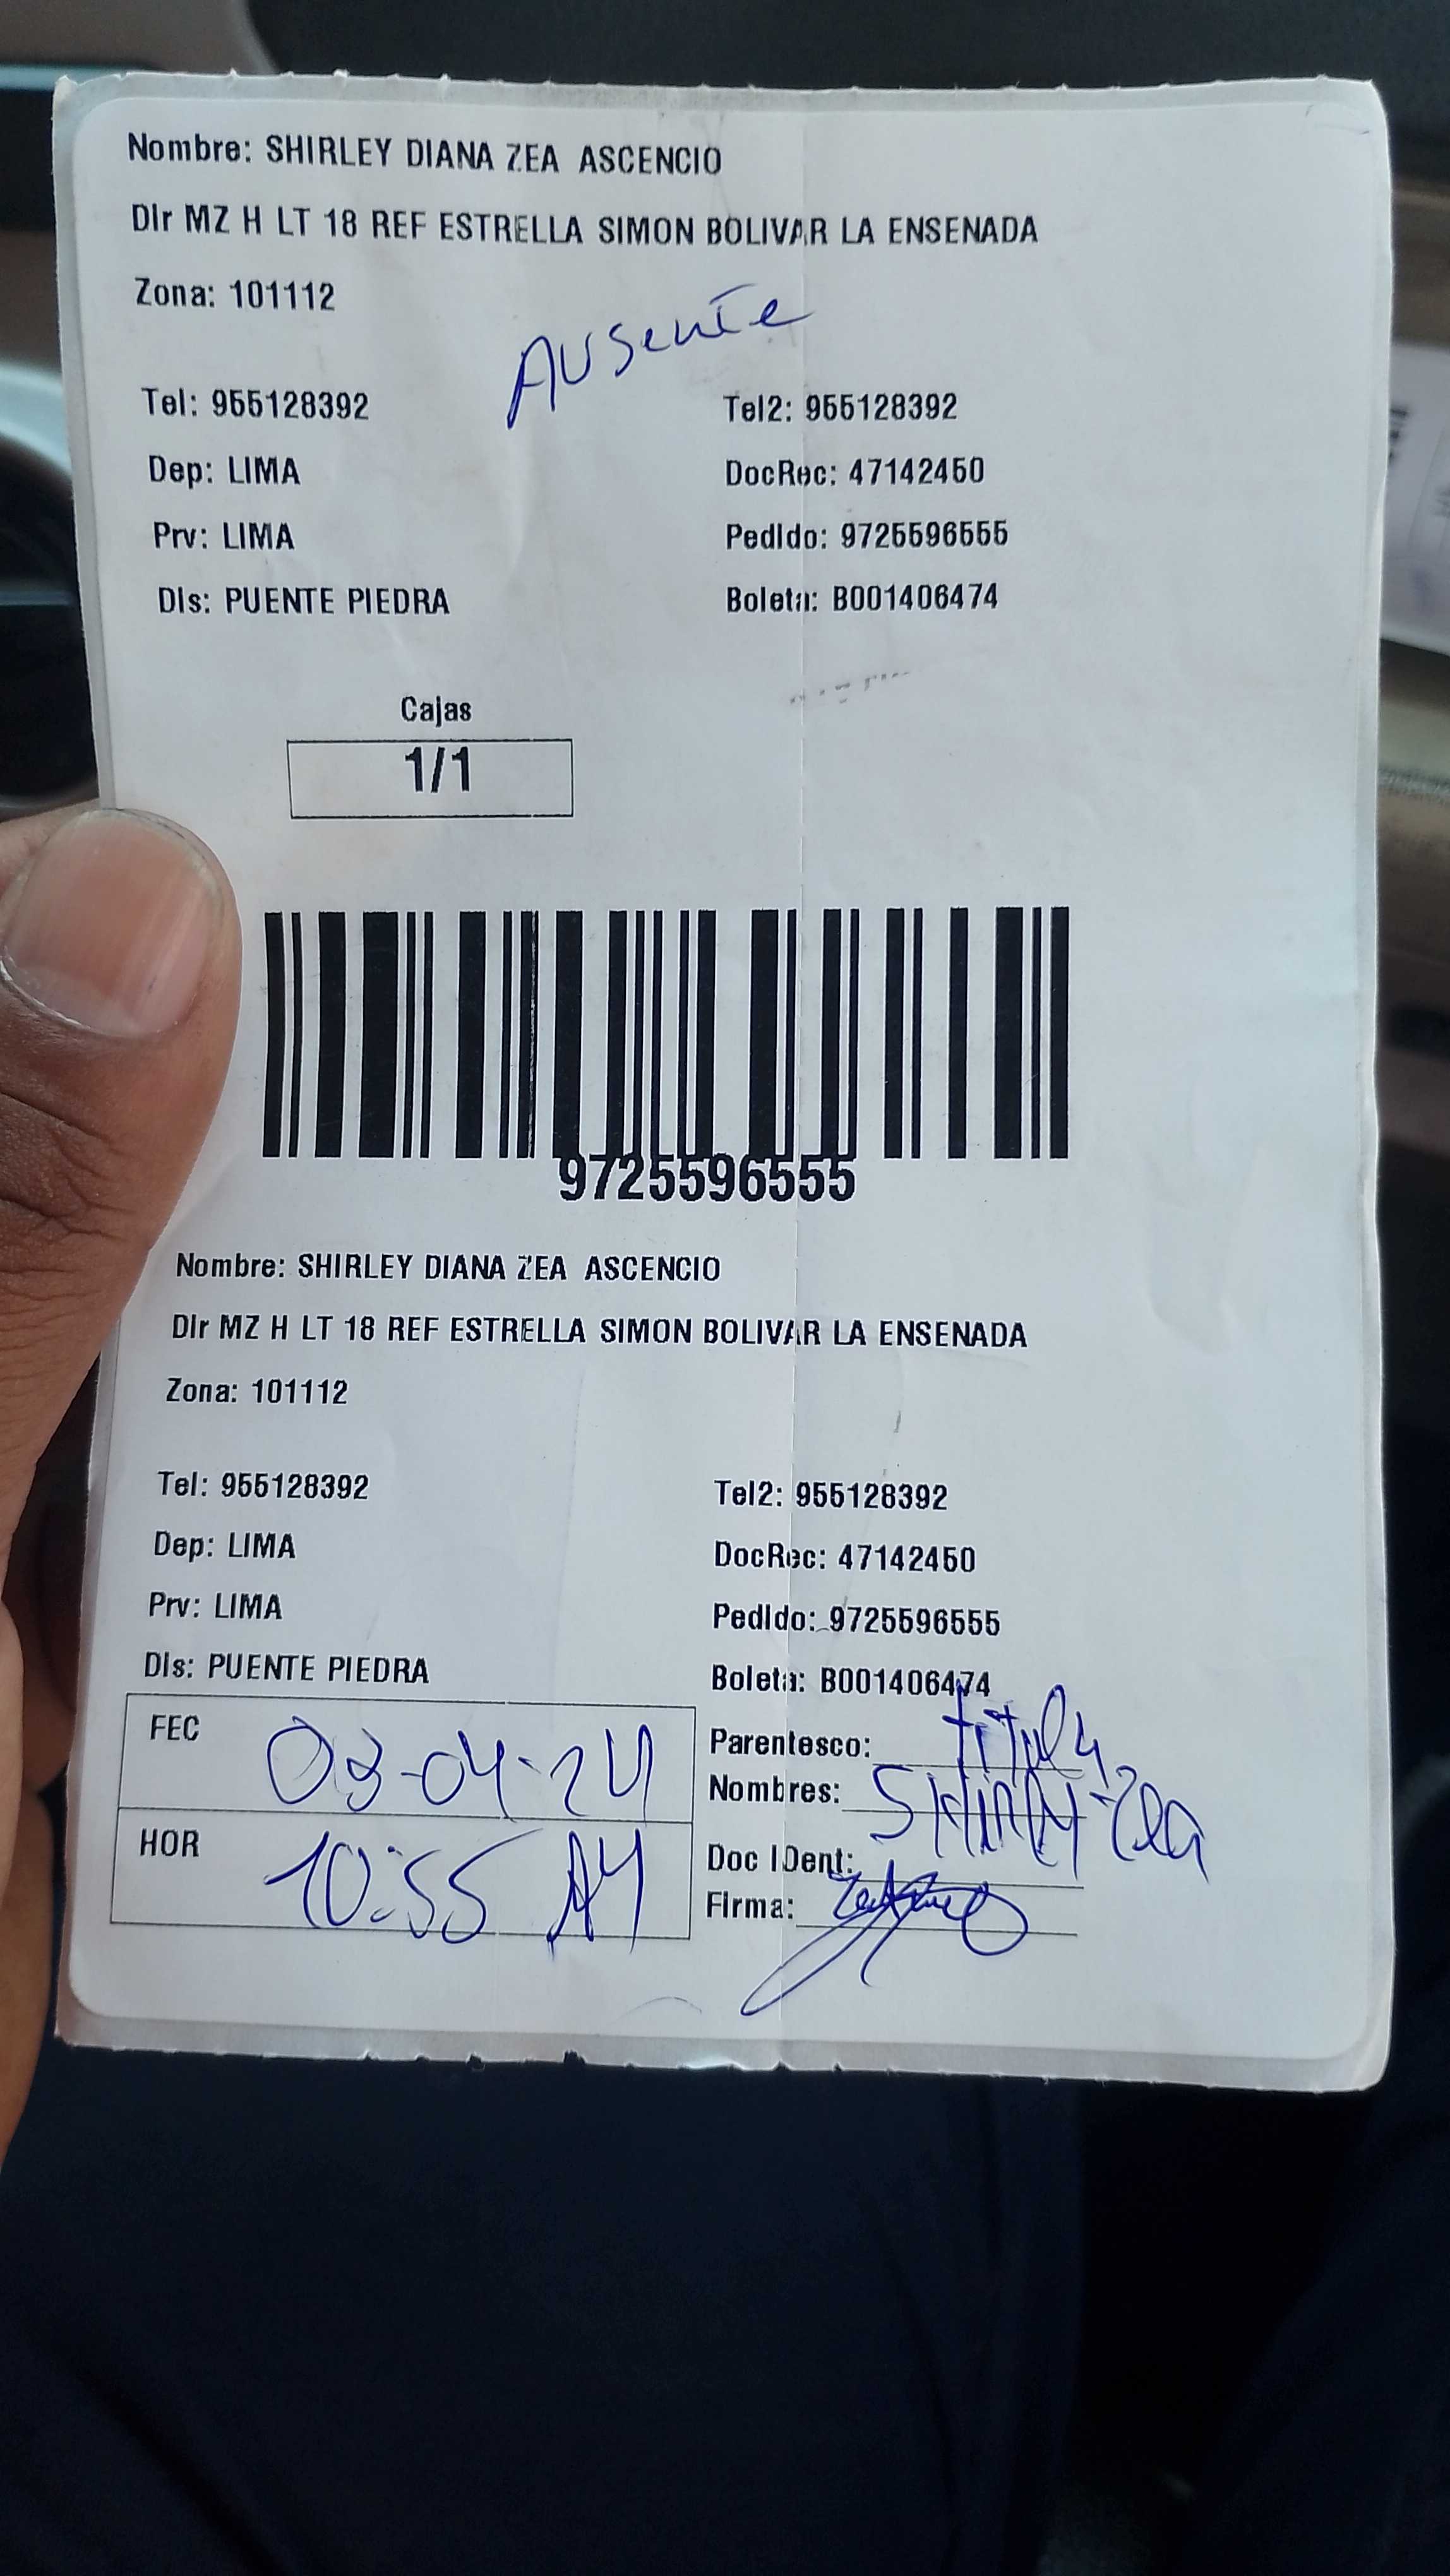 Nombre: SHIRLEY DIANA ZEA ASCENCIO
Dir MZ H LT 18 REF ESTRELLA SIMON BOLIVAR LA ENSENADA
Zona: 101112
Ausente
Tel: 955128392 Tel2: 955128392
Dep: LIMA DocRec: 47142450
Prv: LIMA Pedido: 9725596555
Dis: PUENTE PIEDRA Boleta: B001406474
Cajas
1/1
9725596555
Nombre: SHIRLEY DIANA ZEA ASCENCIO
Dir MZ H LT 18 REF ESTRELLA SIMON BOLIVAR LA ENSENADA
Zona: 101112
Tel: 955128392 Tel2: 955128392
Dep: LIMA DocRec: 47142450
Prv: LIMA Pedido: 9725596555
Dis: PUENTE PIEDRA Boleta: B001406474
FEC 03-04-24 Parentesco:
Nombres: Zea
HOR 10:55 AM Doc IDent:
Firma: